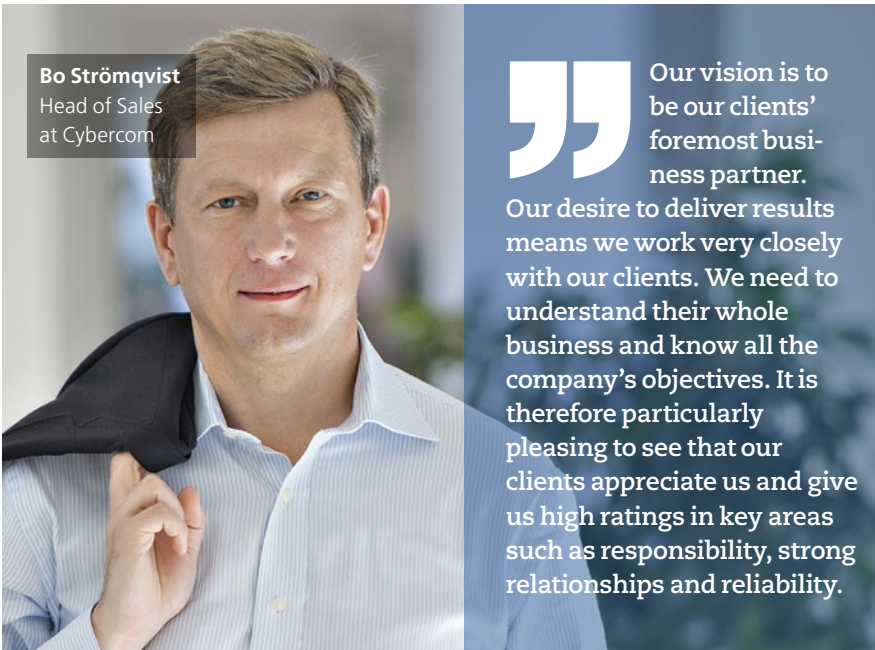 Bo Strömqvist
Head of Sales
at Cybercom
Our vision is to
be our clients’
foremost busi-
ness partner.
Our desire to deliver results
means we work very closely
with our clients. We need to
understand their whole
business and know all the
company’s objectives. It is
therefore particularly
pleasing to see that our
clients appreciate us and give
us high ratings in key areas
such as responsibility, strong
relationships and reliability.